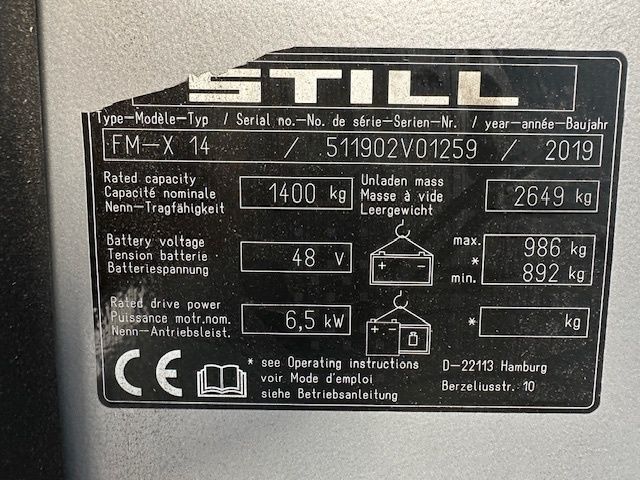 STILL
Type-Modèle-Typ / Serial no.-No. de série-Serien-Nr. / year-année-Baujahr
FM-X 14 / 511902V01259 / 2019
Rated capacity
Capacité nominale
Nenn-Tragfähigkeit
1400 kg
Unladen mass
Masse à vide
Leergewicht
2649 kg
Battery voltage
Tension batterie
Batteriespannung
48 V
max. 986 kg
*
min. 892 kg
Rated drive power
Puissance motr.nom.
Nenn-Antriebsleist.
6,5 kW
* kg
CE
* see Operating instructions
voir Mode d'emploi
siehe Betriebsanleitung
D-22113 Hamburg
Berzeliusstr. 10